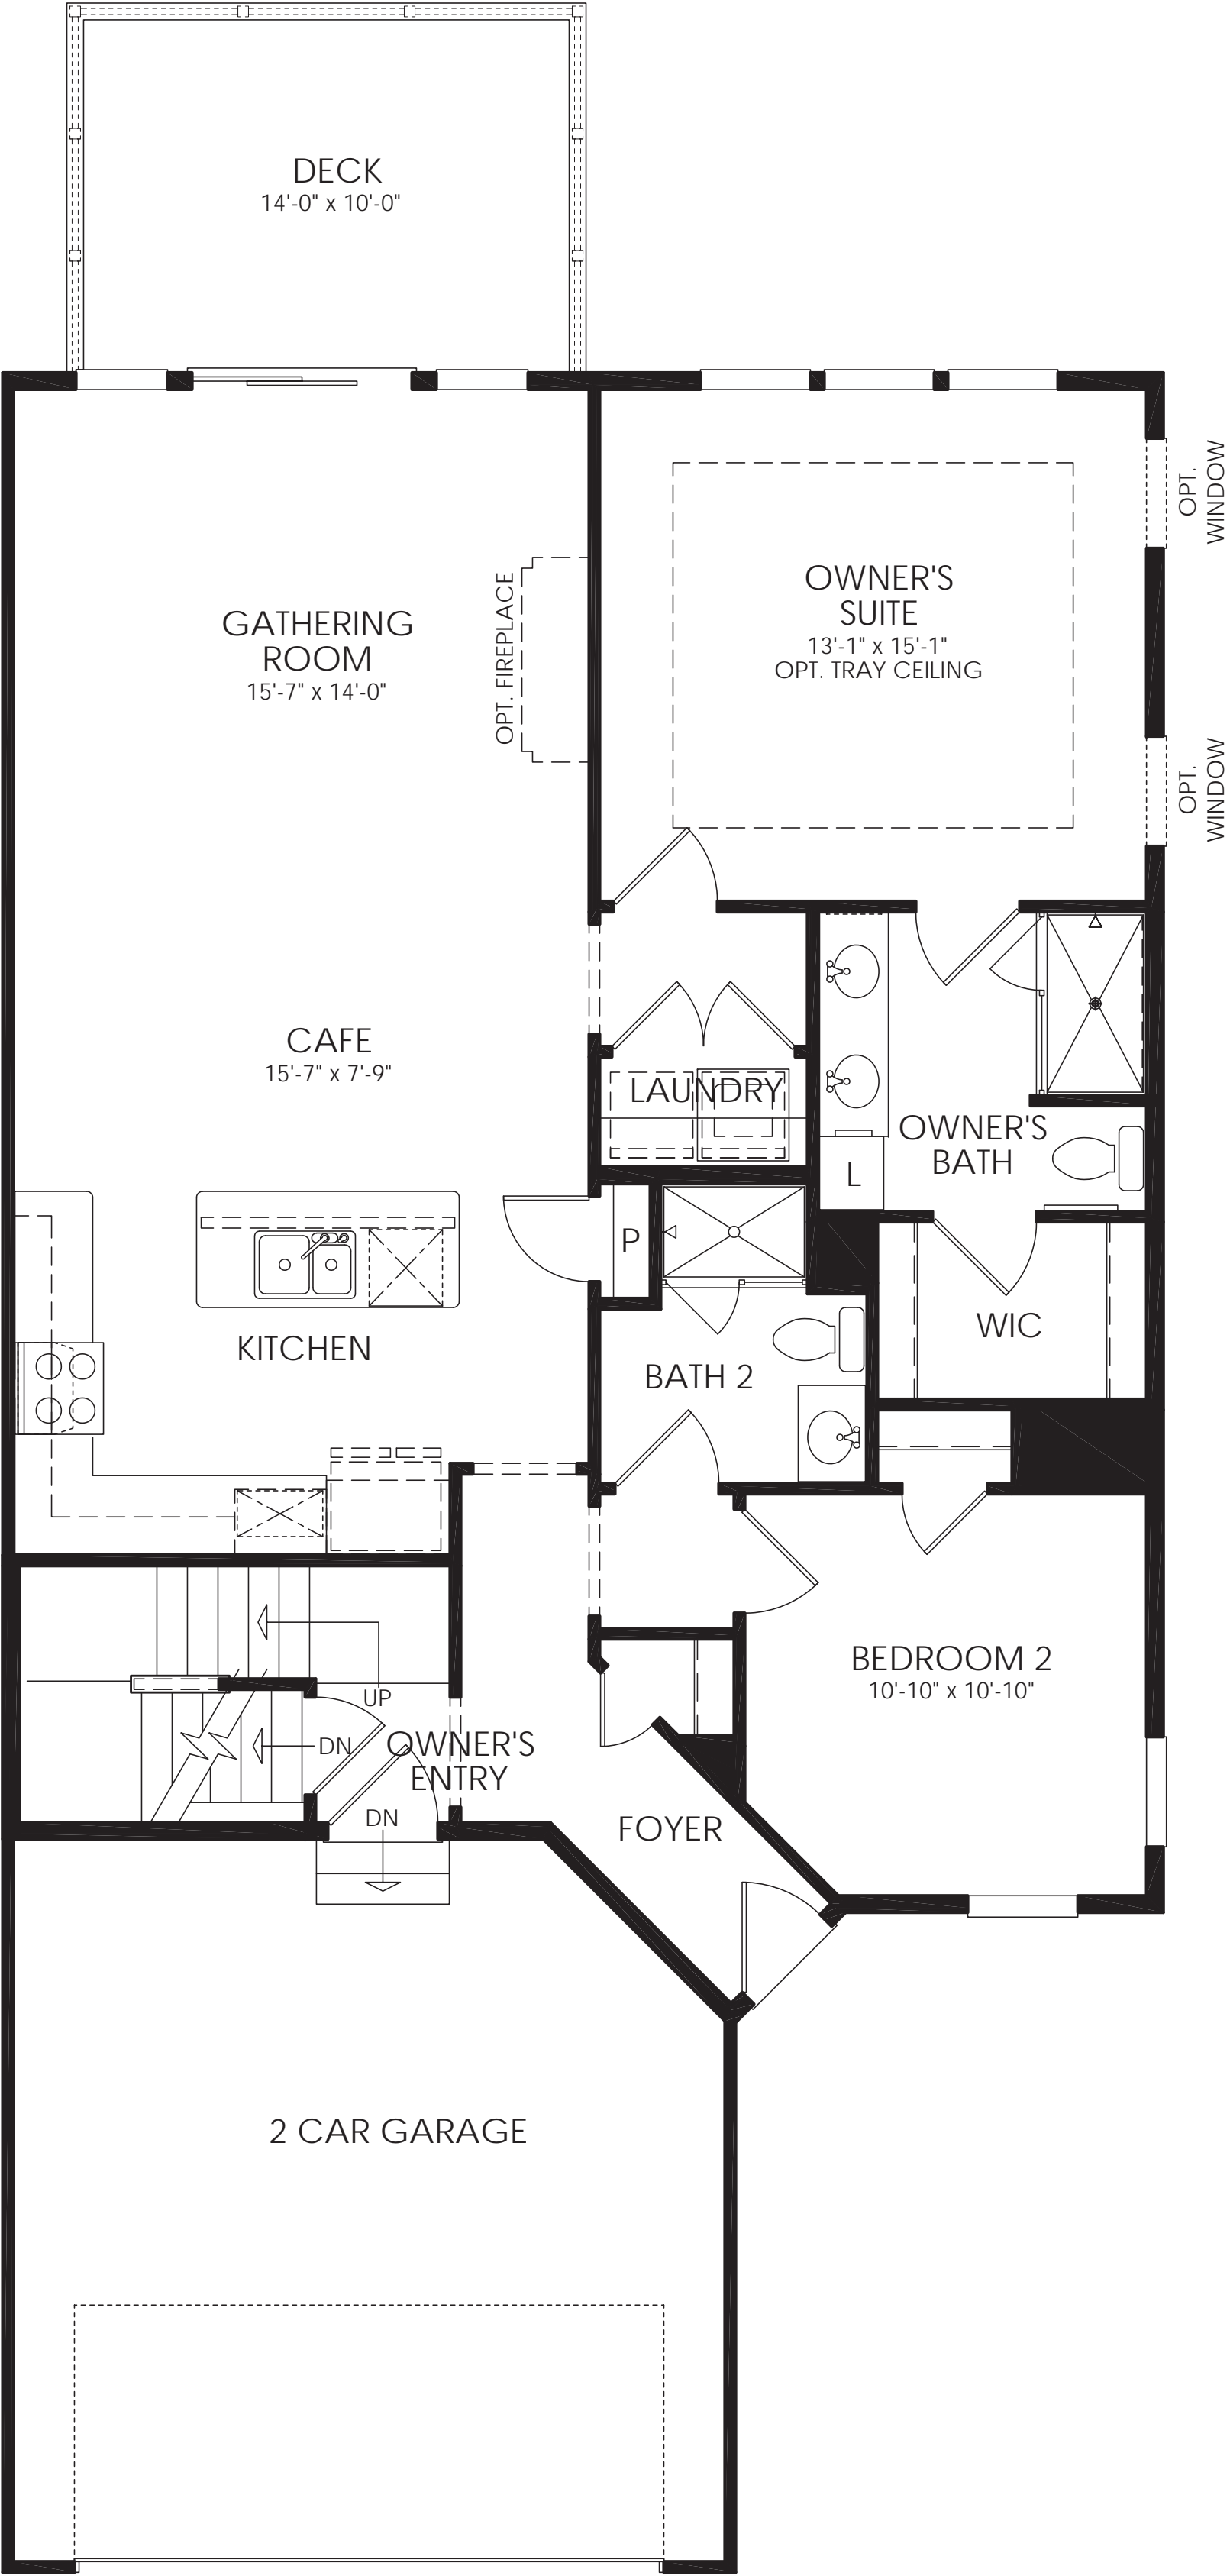 DECK
14'-0" x 10'-0"
OPT.
WINDOW
GATHERING
ROOM
15'-7" x 14'-0"
OPT. FIREPLACE
OWNER'S
SUITE
13'-1" x 15'-1"
OPT. TRAY CEILING
OPT.
WINDOW
CAFE
15'-7" x 7'-9"
LAUNDRY
OWNER'S
BATH
L
P
KITCHEN
BATH 2
WIC
BEDROOM 2
10'-10" x 10'-10"
UP
DN
OWNER'S
ENTRY
DN
FOYER
2 CAR GARAGE